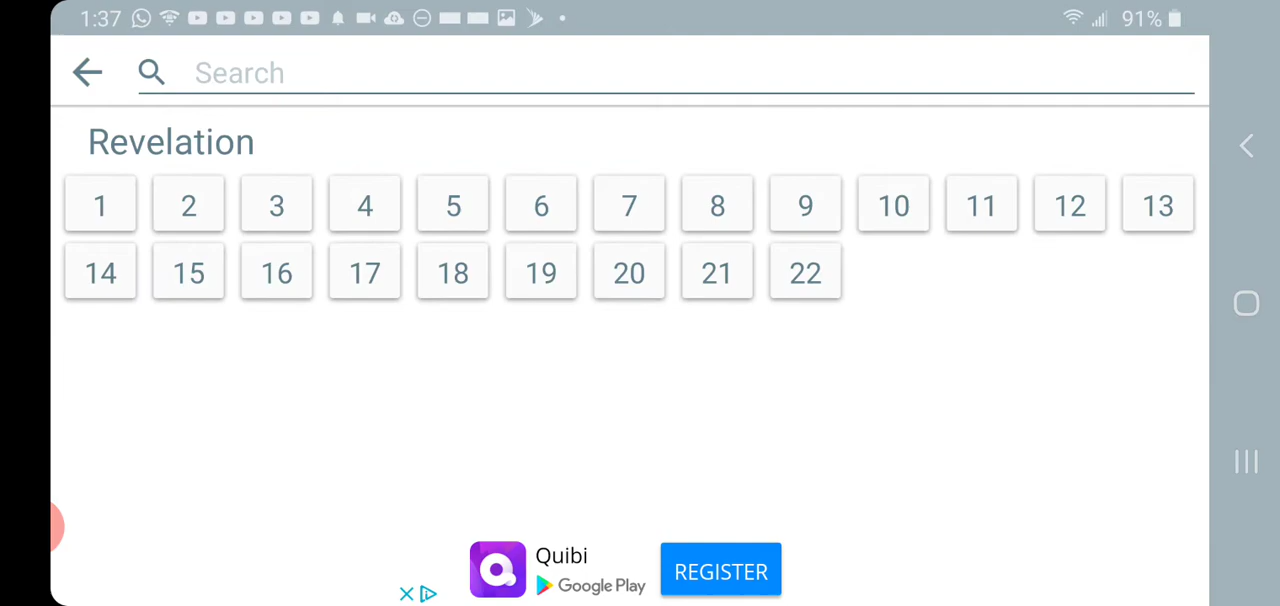 1:37 91%
Search
Revelation
1 2 3 4 5 6 7 8 9 10 11 12 13
14 15 16 17 18 19 20 21 22
Quibi
Google Play
REGISTER